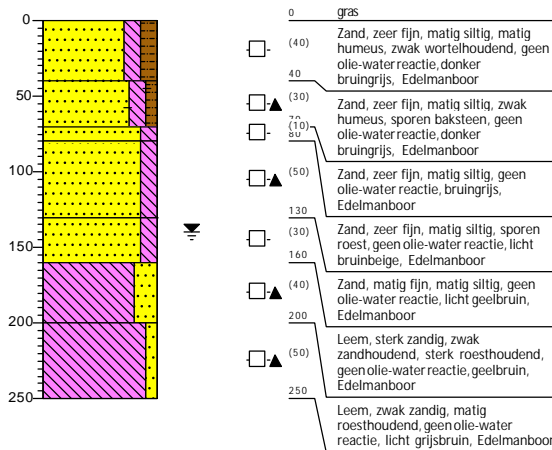 0
50
100
150
200
250
0
gras
(40)
Zand, zeer fijn, matig siltig, matig
humeus, zwak wortelhoudend, geen
olie-water reactie, donker
bruingrijs, Edelmanboor
40
(30)
Zand, zeer fijn, matig siltig, zwak
humeus, sporen baksteen, geen
olie-water reactie, donker
bruingrijs, Edelmanboor
70
(10)
80
Zand, zeer fijn, matig siltig, geen
olie-water reactie, bruingrijs,
Edelmanboor
(50)
130
Zand, zeer fijn, matig siltig, sporen
roest, geen olie-water reactie, licht
bruinbeige, Edelmanboor
(30)
160
Zand, matig fijn, matig siltig, geen
olie-water reactie, licht geelbruin,
Edelmanboor
(40)
200
Leem, sterk zandig, zwak
zandhoudend, sterk roesthoudend,
geen olie-water reactie, geelbruin,
Edelmanboor
(50)
250
Leem, zwak zandig, matig
roesthoudend, geen olie-water
reactie, licht grijsbruin, Edelmanboor